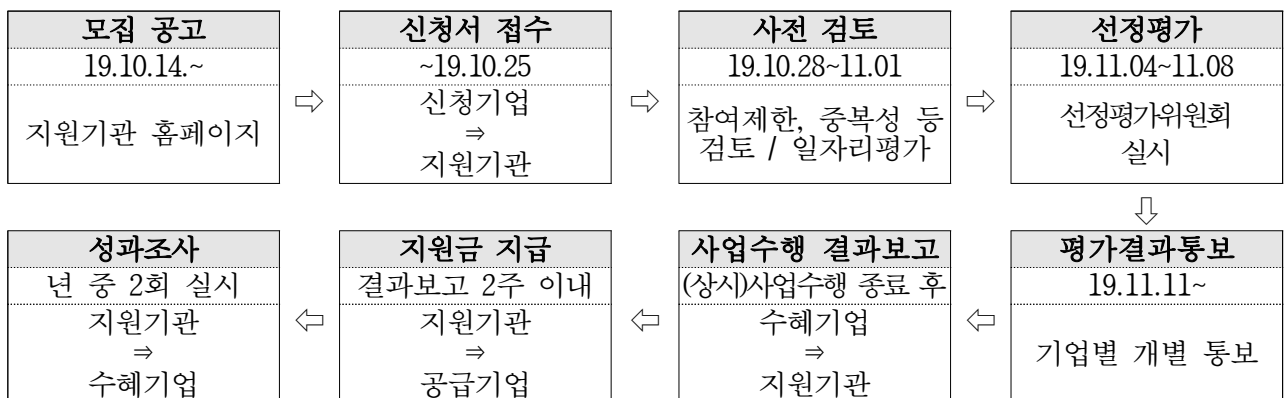 모집 공고
19.10.14.~
지원기관 홈페이지
⇨
신청서 접수
~19.10.25
신청기업
⇒
지원기관
⇨
사전 검토
19.10.28~11.01
참여제한, 중복성 등
검토 / 일자리평가
⇨
선정평가
19.11.04~11.08
선정평가위원회
실시
⇩
평가결과통보
19.11.11~
기업별 개별 통보
⇦
사업수행 결과보고
(상시)사업수행 종료 후
수혜기업
⇒
지원기관
⇦
지원금 지급
결과보고 2주 이내
지원기관
⇒
공급기업
⇦
성과조사
년 중 2회 실시
지원기관
⇒
수혜기업